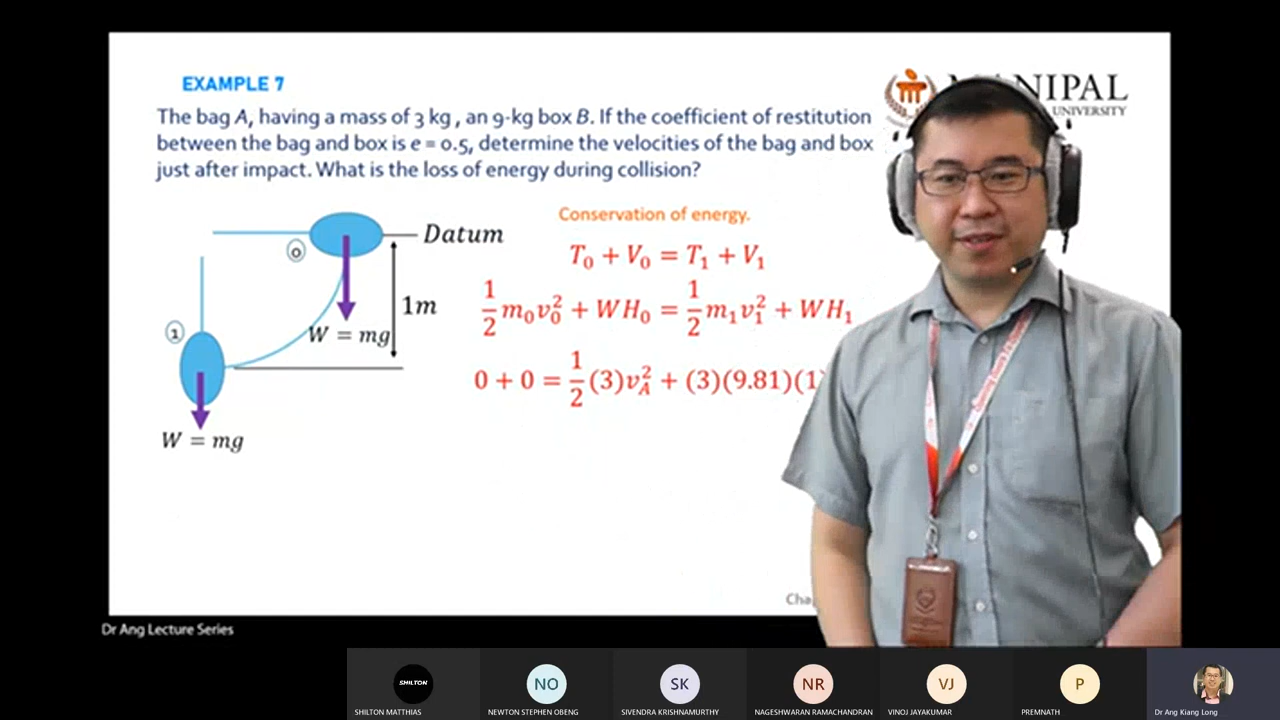 EXAMPLE 7
The bag A, having a mass of 3 kg , an 9-kg box B. If the coefficient of restitution
between the bag and box is e = 0.5, determine the velocities of the bag and box
just after impact. What is the loss of energy during collision?
UNIVERSITY
Conservation of energy.
T₀ + V₀ = T₁ + V₁
½m₀v₀² + WH₀ = ½m₁v₁² + WH₁
0 + 0 = ½(3)v_A² + (3)(9.81)(1
0
Datum
1m
W = mg
1
W = mg
Dr Ang Lecture Series
SHILTON
NO
SK
NR
VJ
P
SHILTON MATTHIAS
NEWTON STEPHEN OBENG
SIVENDRA KRISHNAMURTHY
NAGESHWARAN RAMACHANDRAN
VINOJ JAYAKUMAR
PREMNATH
Dr Ang Kiang Long